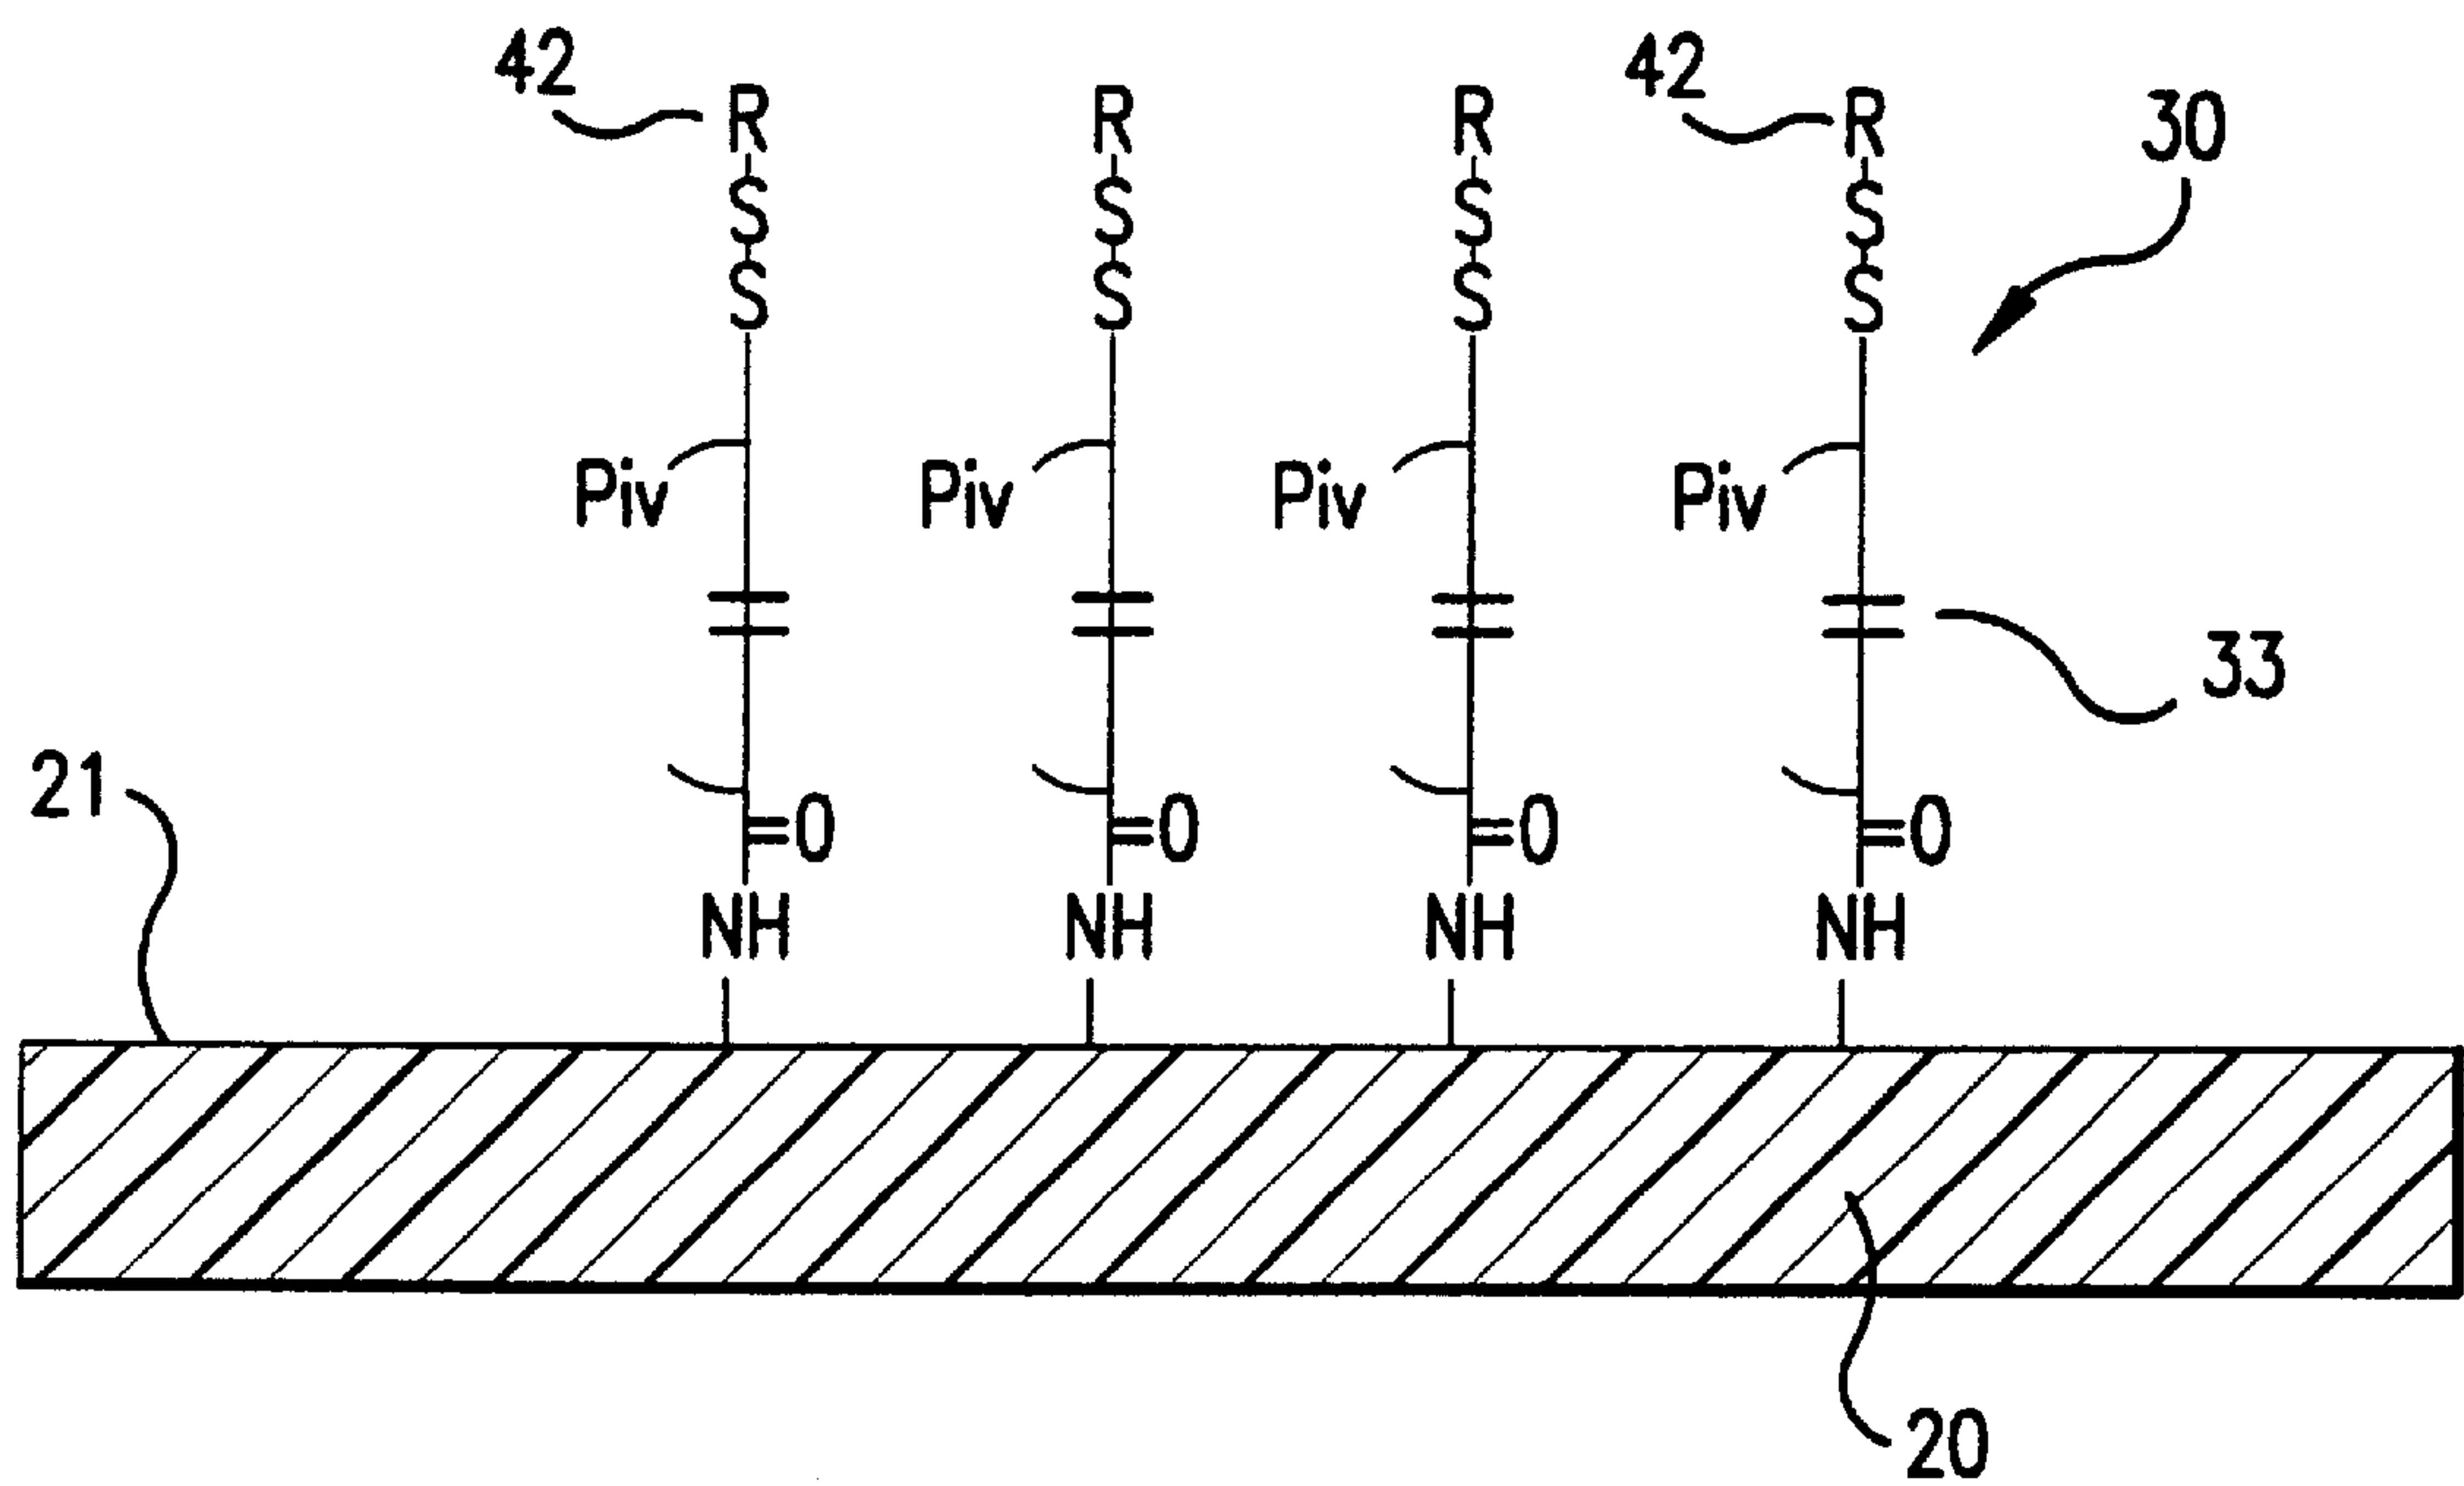 42 42
R R R R 30
S S S S
S S S S
Piv Piv Piv Piv
33
21
=O =O =O =O
NH NH NH NH
20